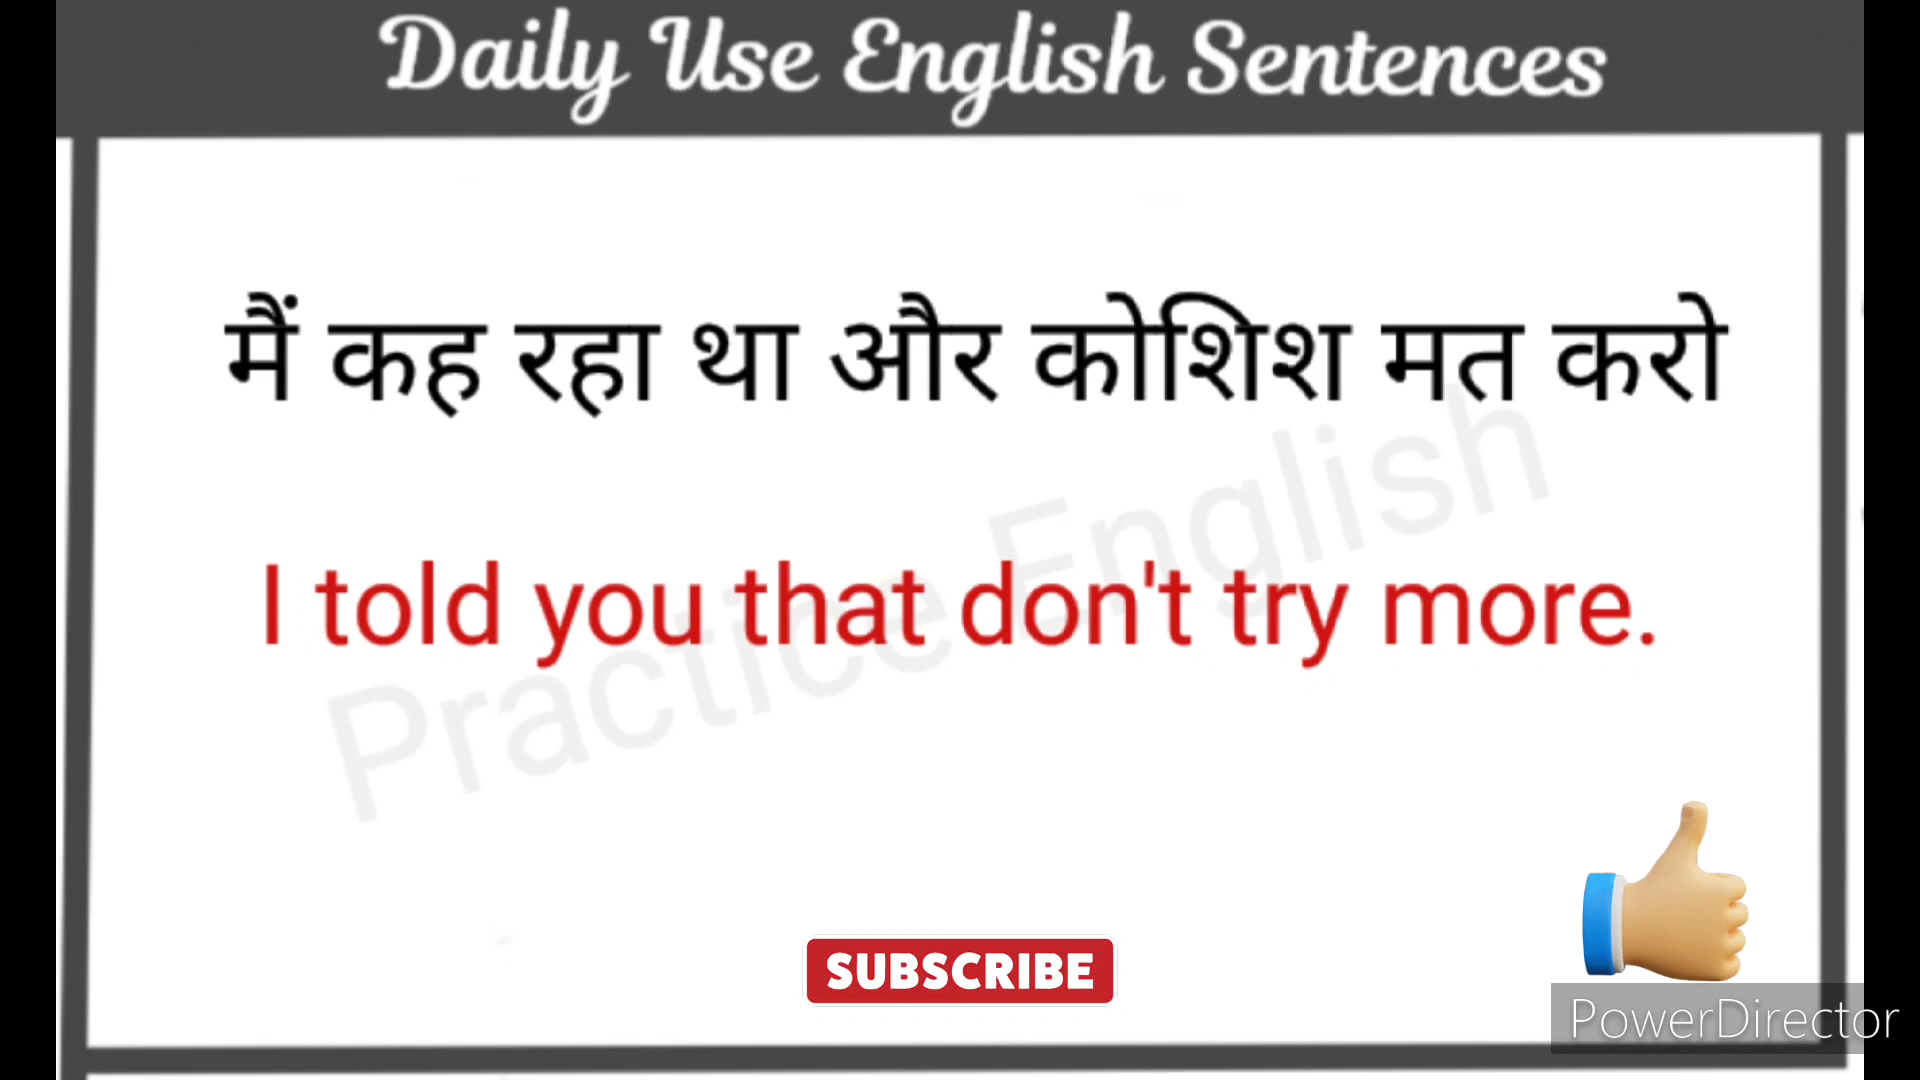 Daily Use English Sentences
मैं कह रहा था और कोशिश मत करो
I told you that don't try more.
Practice English
SUBSCRIBE
PowerDirector